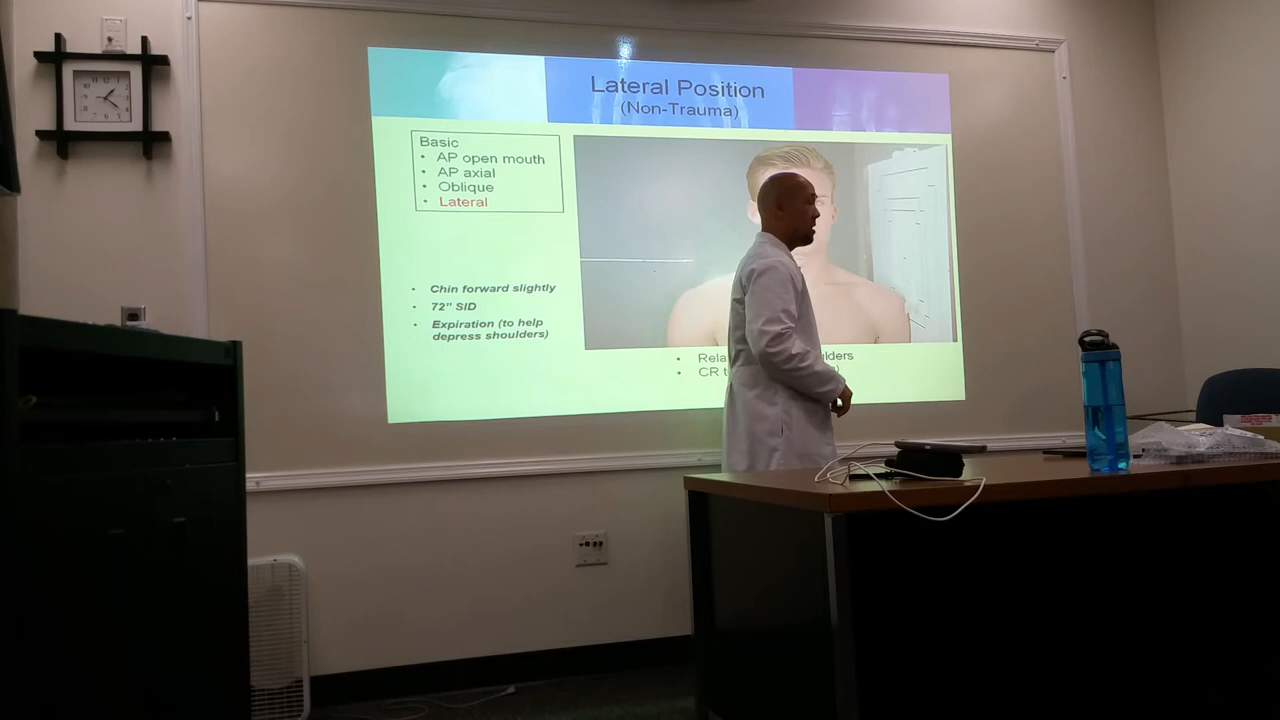 Lateral Position
(Non-Trauma)
Basic
• AP open mouth
• AP axial
• Oblique
• Lateral
• Chin forward slightly
• 72" SID
• Expiration (to help
depress shoulders)
•
• CR